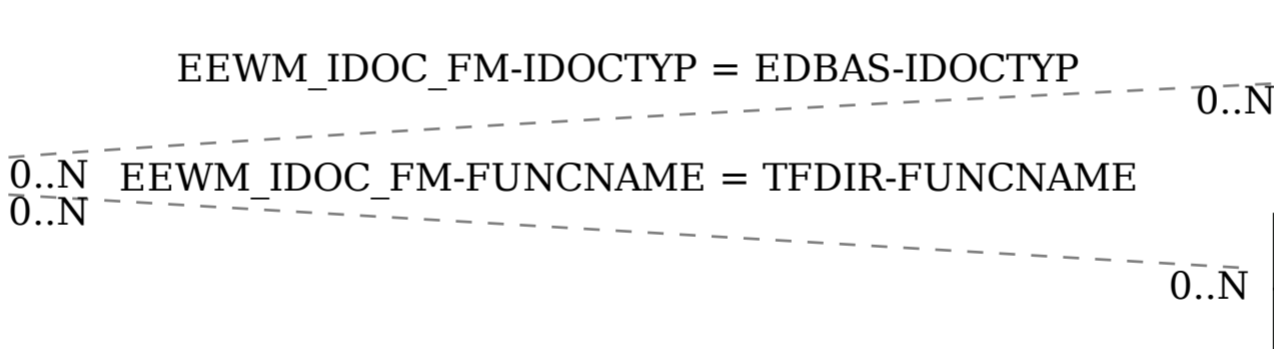 EEWM_IDOC_FM-IDOCTYP = EDBAS-IDOCTYP
0..N
0..N EEWM_IDOC_FM-FUNCNAME = TFDIR-FUNCNAME
0..N
0..N